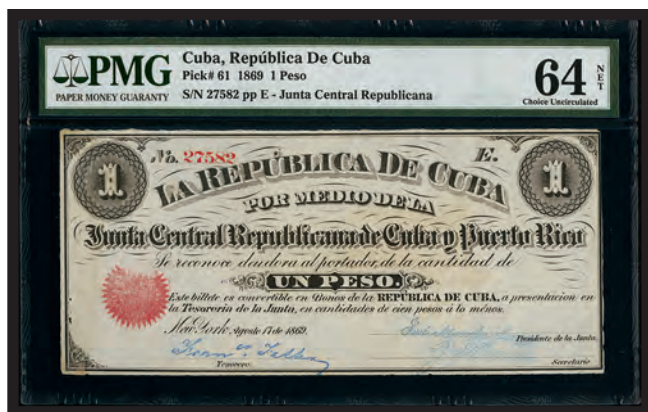 PMG
PAPER MONEY GUARANTY
Cuba, República De Cuba
Pick# 61 1869 1 Peso
S/N 27582 pp E - Junta Central Republicana
64 NET
Choice Uncirculated
No. 27582 E.
1 1
LA REPÚBLICA DE CUBA
POR MEDIO DE LA
Junta Central Republicana de Cuba y Puerto Rico
Se reconoce deudora al portador, de la cantidad de
UN PESO.
Este billete es convertible en Bonos de la REPÚBLICA DE CUBA, a presentacion en
la Tesorería de la Junta, en cantidades de cien pesos á lo ménos.
New York, Agosto 17 de 1869.
Presidente de la Junta.
Tesorero. Secretario